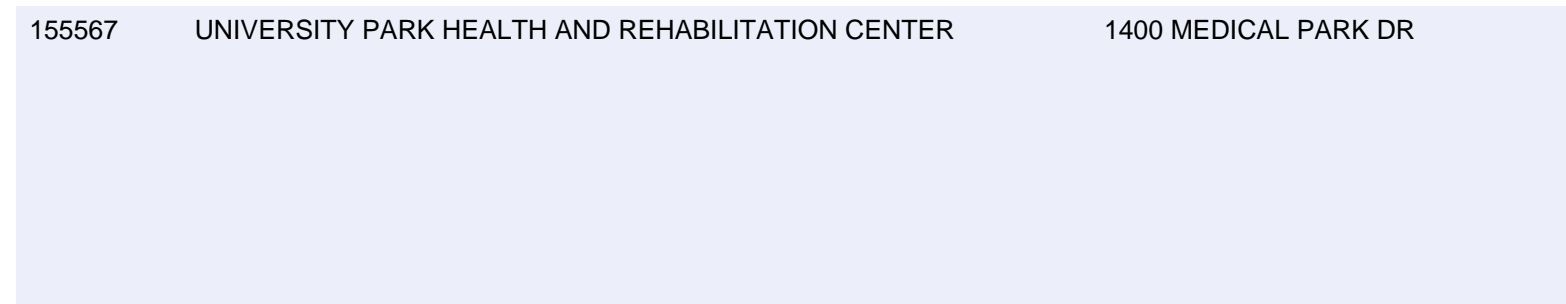 155567 UNIVERSITY PARK HEALTH AND REHABILITATION CENTER 1400 MEDICAL PARK DR